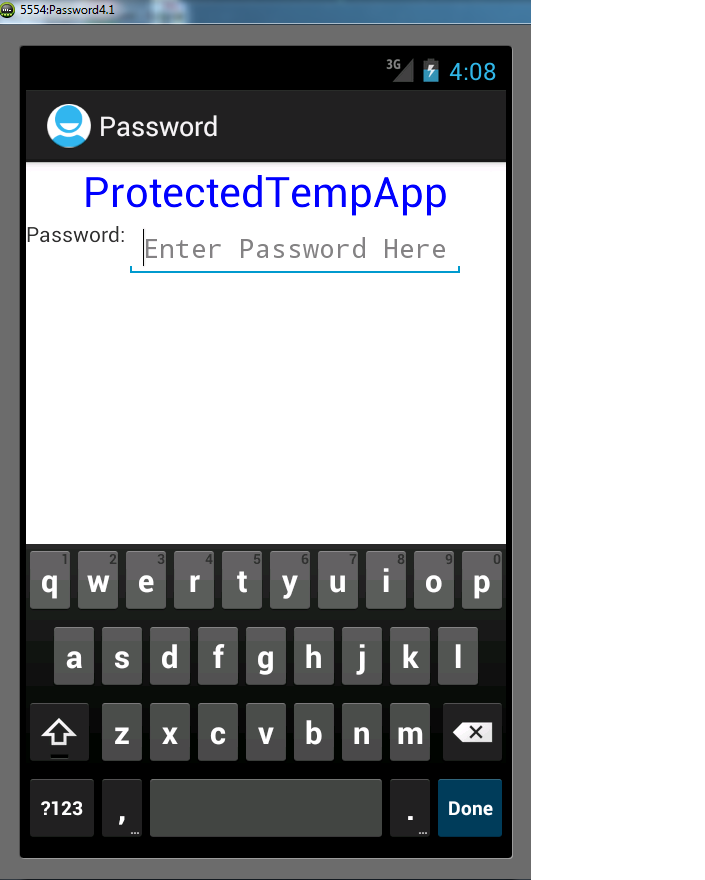 5554:Password4.1
3G 4:08
Password
ProtectedTempApp
Password: Enter Password Here
1 2 3 4 5 6 7 8 9 0
q w e r t y u i o p
a s d f g h j k l
z x c v b n m
?123 , ... . ... Done